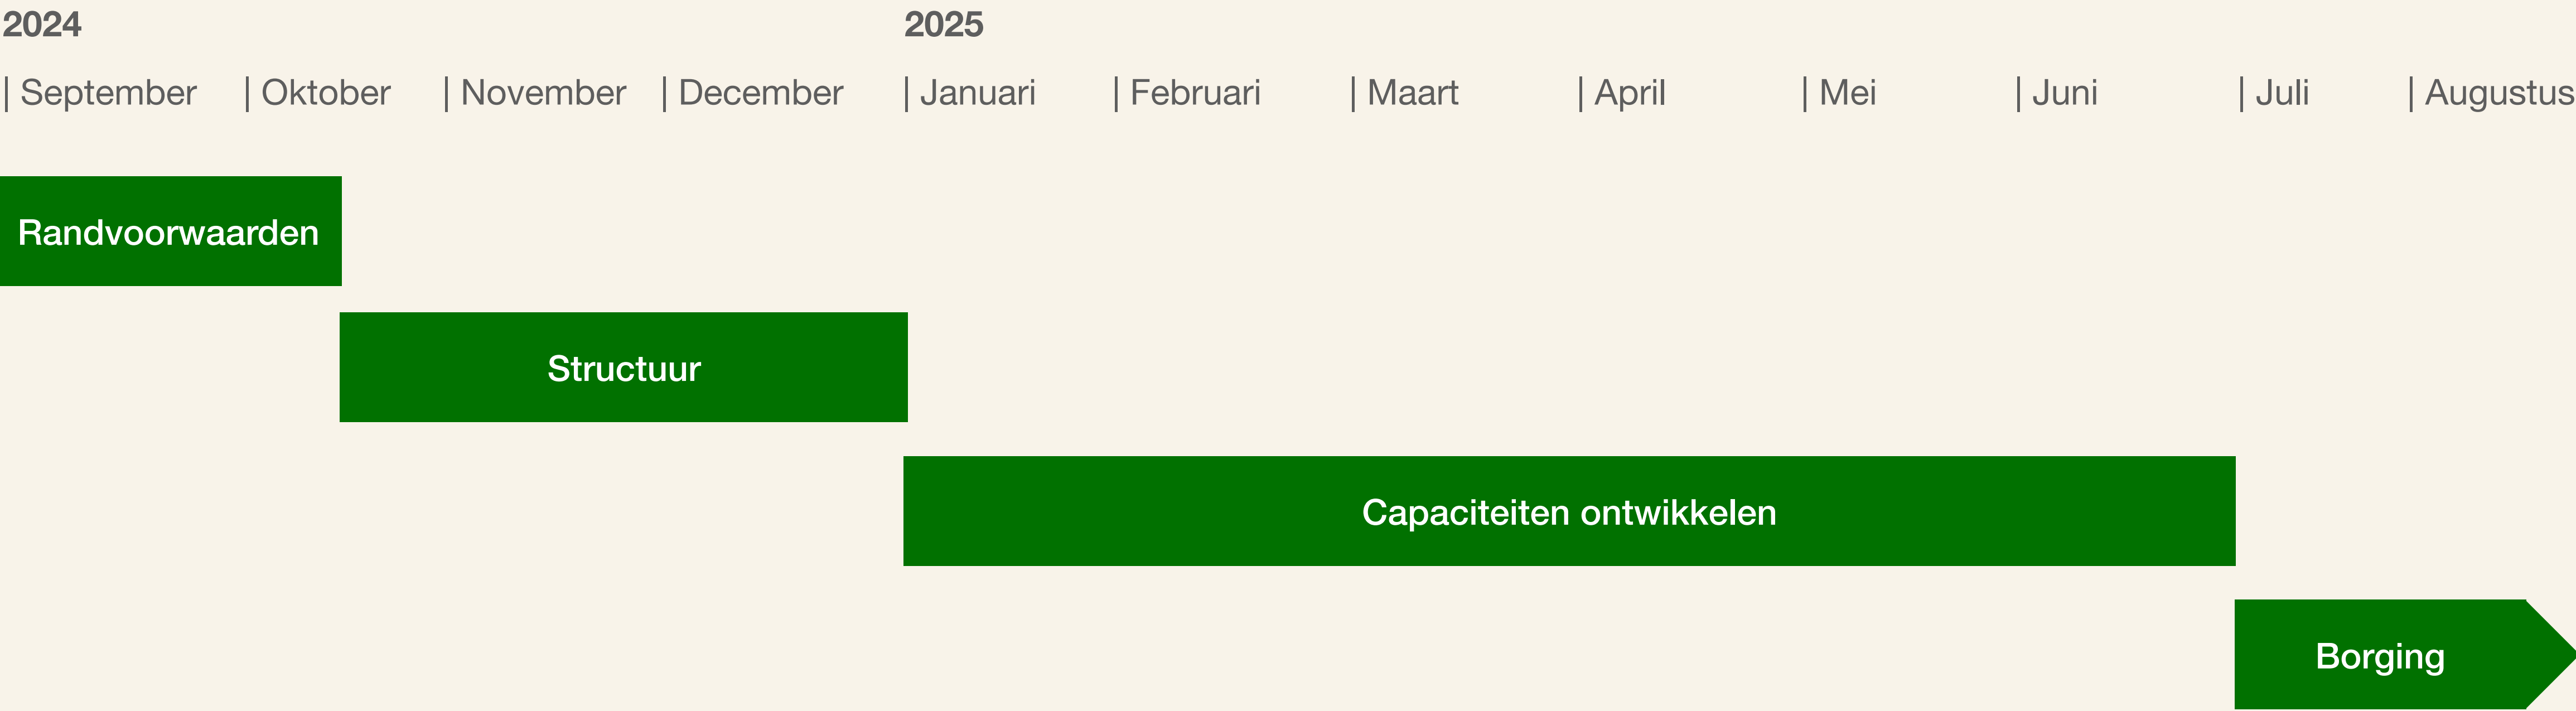 2024 2025
| September | Oktober | November | December | Januari | Februari | Maart | April | Mei | Juni | Juli | Augustus
Randvoorwaarden
Structuur
Capaciteiten ontwikkelen
Borging